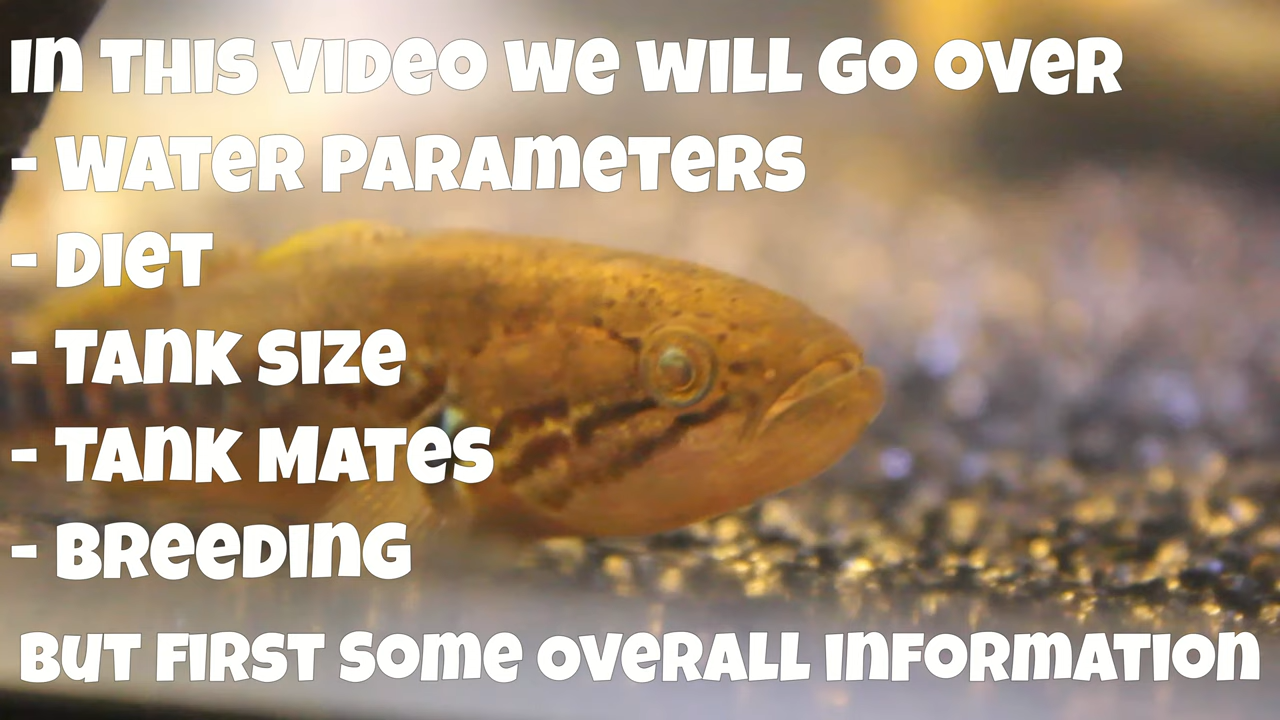 In this video we will go over
- Water Parameters
- Diet
- Tank Size
- Tank Mates
- Breeding
But first some overall information